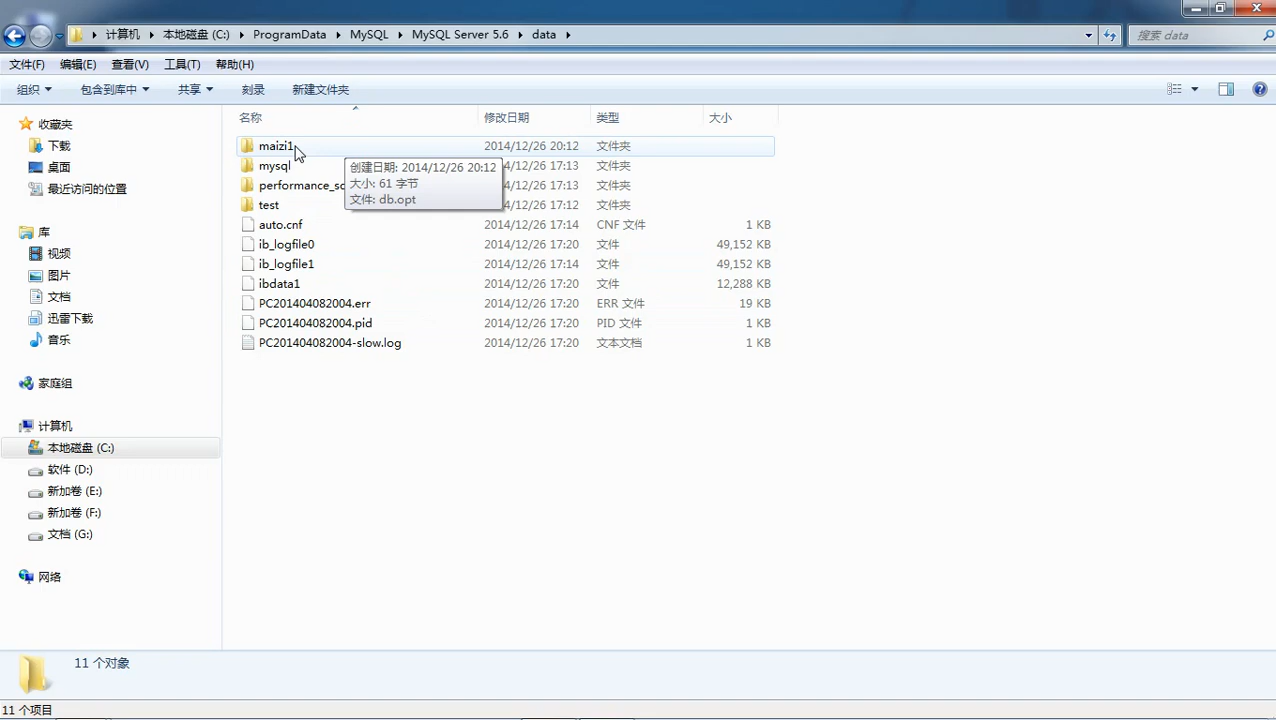 计算机 本地磁盘 (C:) ProgramData MySQL MySQL Server 5.6 data 搜索 data
文件(F) 编辑(E) 查看(V) 工具(T) 帮助(H)
组织 包含到库中 共享 刻录 新建文件夹
收藏夹
下载
桌面
最近访问的位置
库
视频
图片
文档
迅雷下载
音乐
家庭组
计算机
本地磁盘 (C:)
软件 (D:)
新加卷 (E:)
新加卷 (F:)
文档 (G:)
网络
名称 修改日期 类型 大小
maizi1 2014/12/26 20:12 文件夹
mysql 2014/12/26 17:13 文件夹
performance_sc 2014/12/26 17:13 文件夹
test 2014/12/26 17:12 文件夹
auto.cnf 2014/12/26 17:14 CNF 文件 1 KB
ib_logfile0 2014/12/26 17:20 文件 49,152 KB
ib_logfile1 2014/12/26 17:14 文件 49,152 KB
ibdata1 2014/12/26 17:20 文件 12,288 KB
PC201404082004.err 2014/12/26 17:20 ERR 文件 19 KB
PC201404082004.pid 2014/12/26 17:20 PID 文件 1 KB
PC201404082004-slow.log 2014/12/26 17:20 文本文档 1 KB
创建日期: 2014/12/26 20:12
大小: 61 字节
文件: db.opt
11 个对象
11 个项目